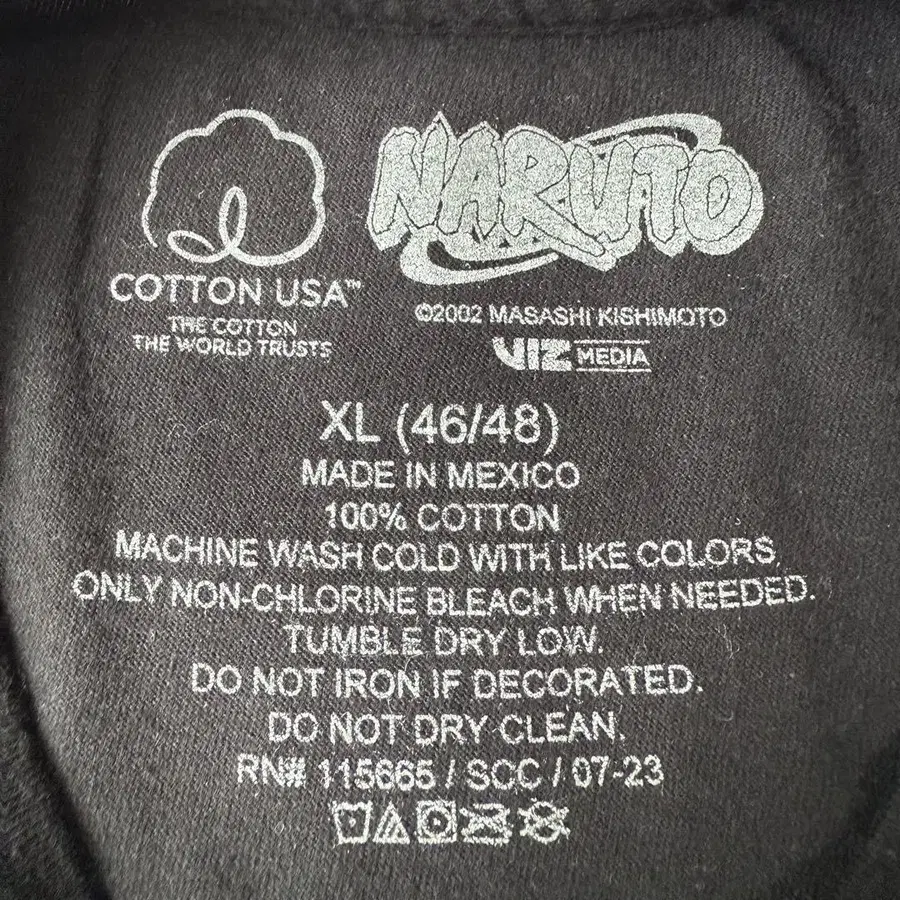 NARUTO
COTTON USA™
THE COTTON
THE WORLD TRUSTS
©2002 MASASHI KISHIMOTO
VIZ MEDIA
XL (46/48)
MADE IN MEXICO
100% COTTON
MACHINE WASH COLD WITH LIKE COLORS.
ONLY NON-CHLORINE BLEACH WHEN NEEDED.
TUMBLE DRY LOW.
DO NOT IRON IF DECORATED.
DO NOT DRY CLEAN.
RN# 115665 / SCC / 07-23